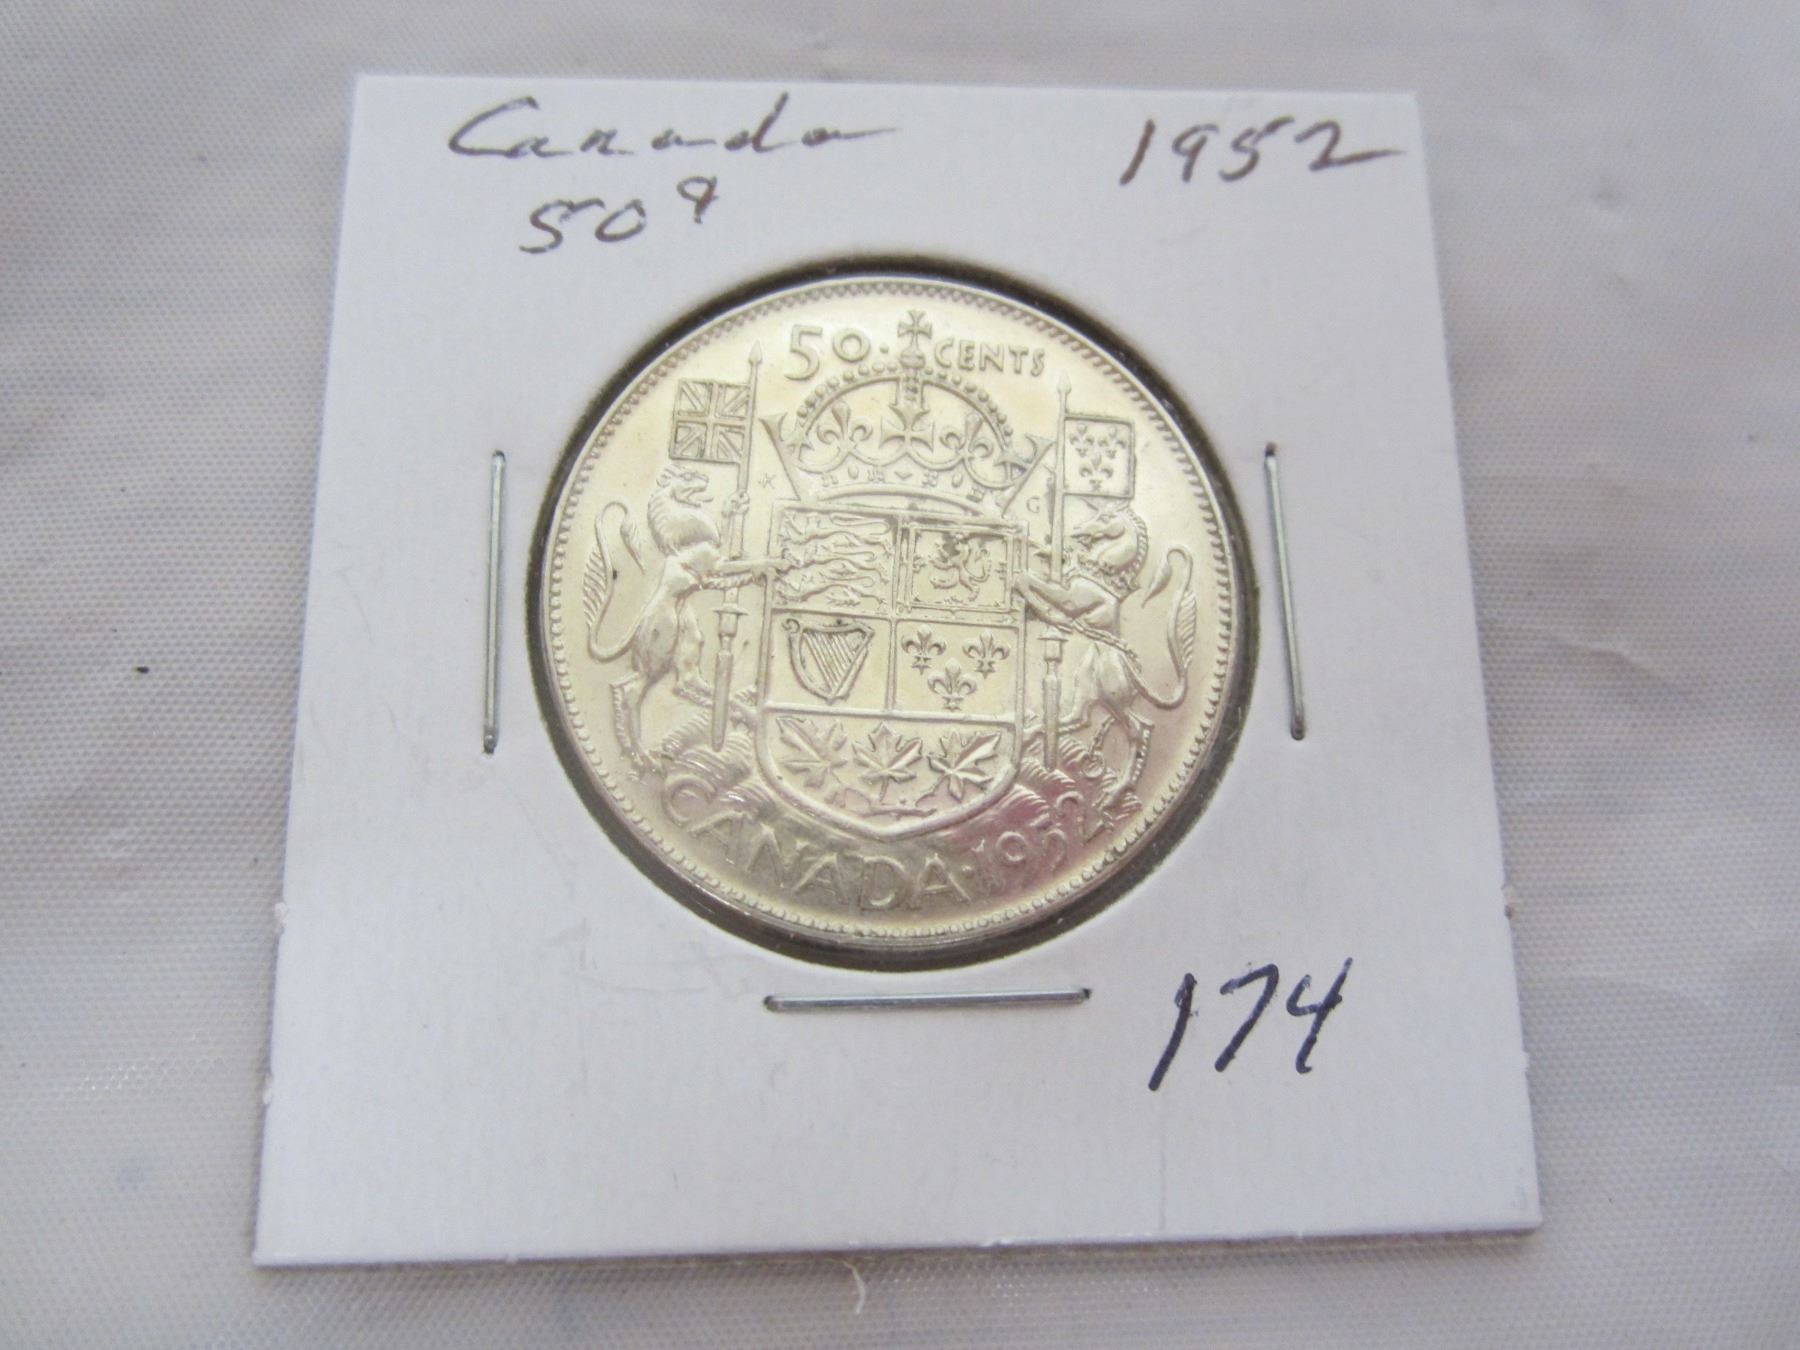 Canada 1952
50¢
50 · CENTS
K G
CANADA · 1952
174